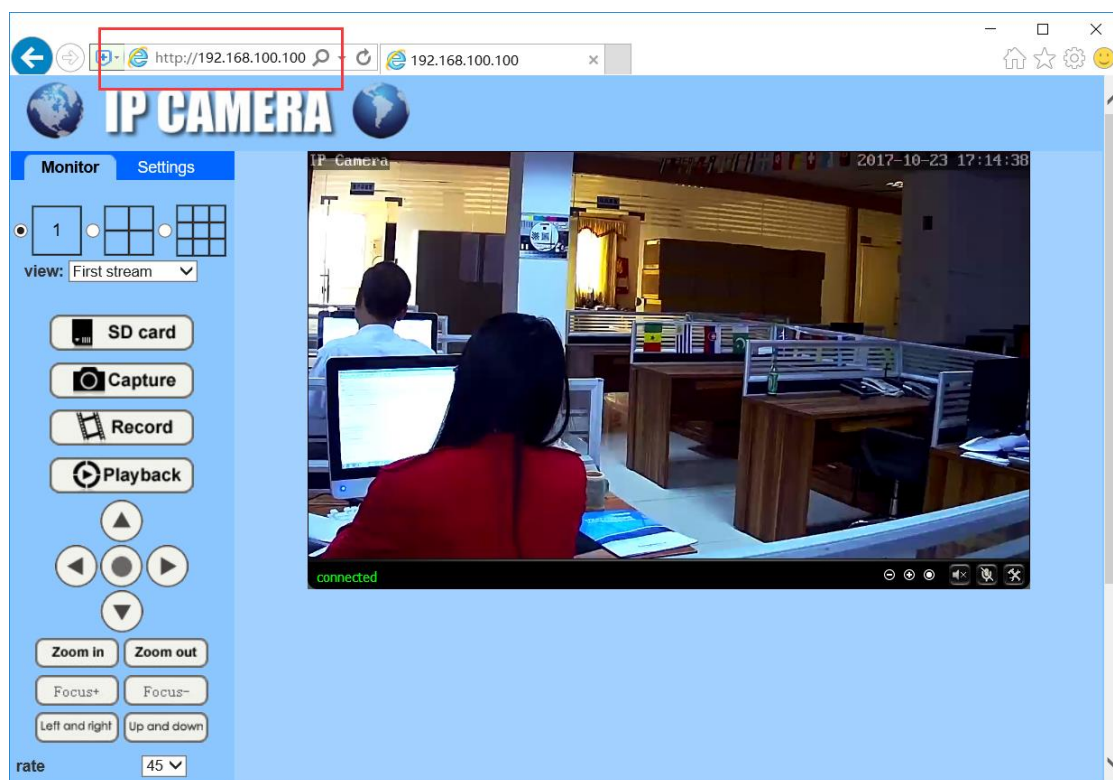 http://192.168.100.100
192.168.100.100
IP CAMERA
Monitor Settings
1
view: First stream
SD card
Capture
Record
Playback
Zoom in Zoom out
Focus+ Focus-
Left and right Up and down
rate 45
IP Camera
2017-10-23 17:14:38
connected